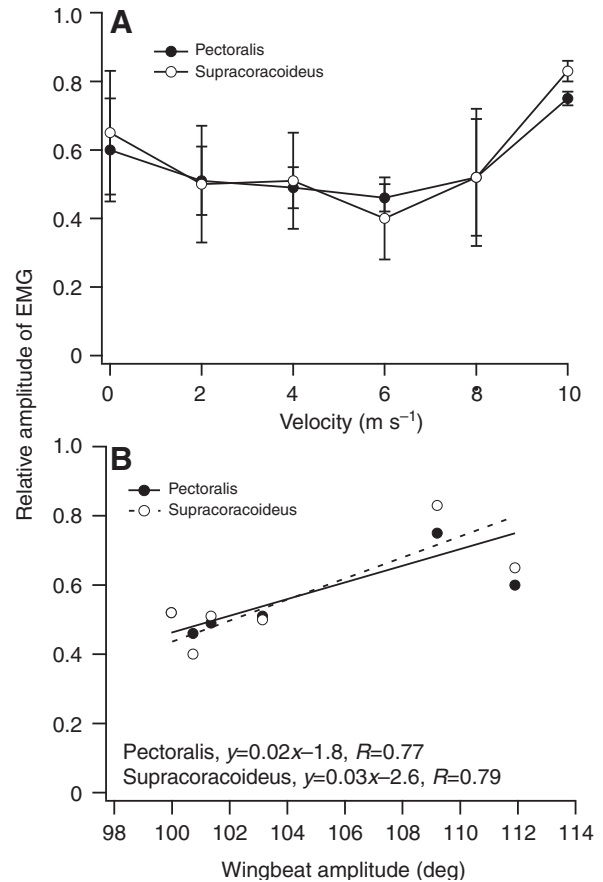 A
1.0
Pectoralis
Supracoracoideus
0.8
0.6
0.4
0.2
0
0 2 4 6 8 10
Velocity (m s–1)
Relative amplitude of EMG
B
1.0
Pectoralis
Supracoracoideus
0.8
0.6
0.4
0.2
Pectoralis, y=0.02x–1.8, R=0.77
Supracoracoideus, y=0.03x–2.6, R=0.79
0
98 100 102 104 106 108 110 112 114
Wingbeat amplitude (deg)